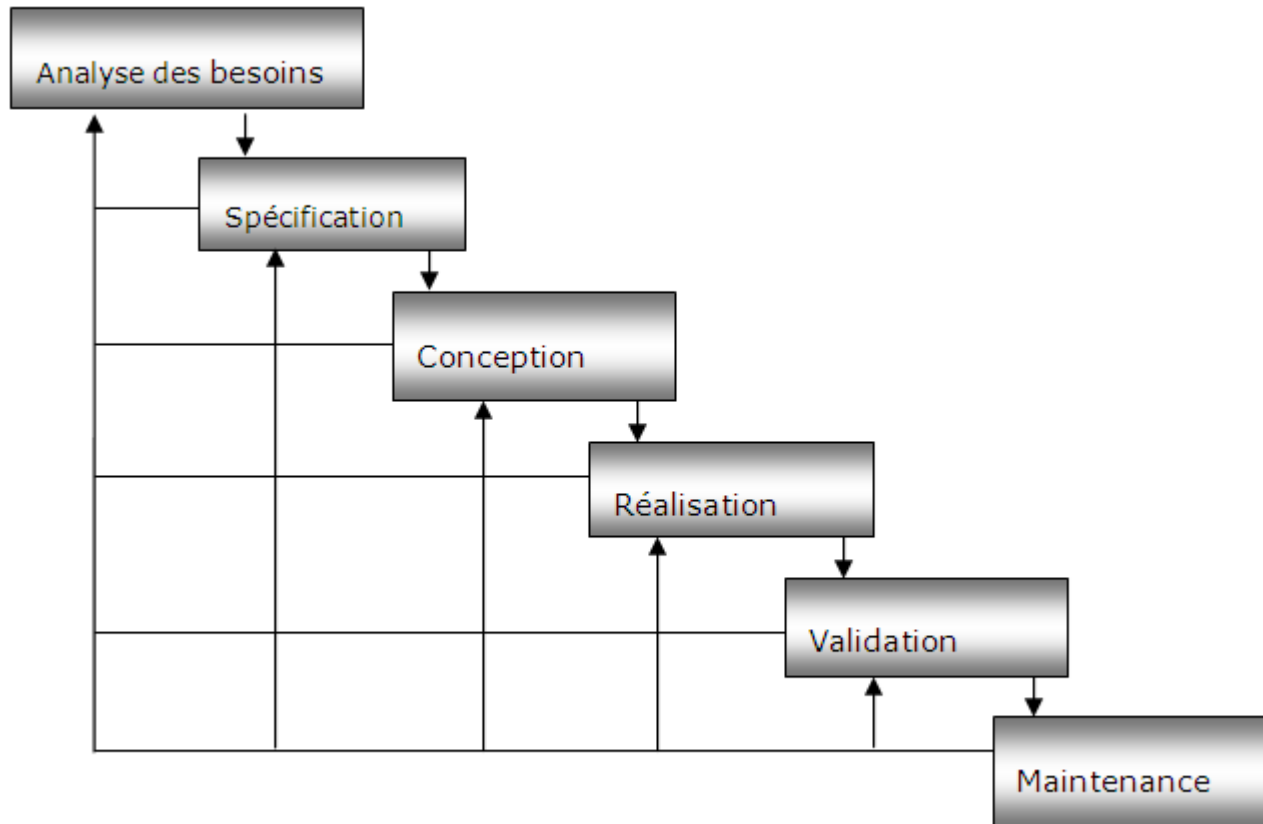 Analyse des besoins
Spécification
Conception
Réalisation
Validation
Maintenance